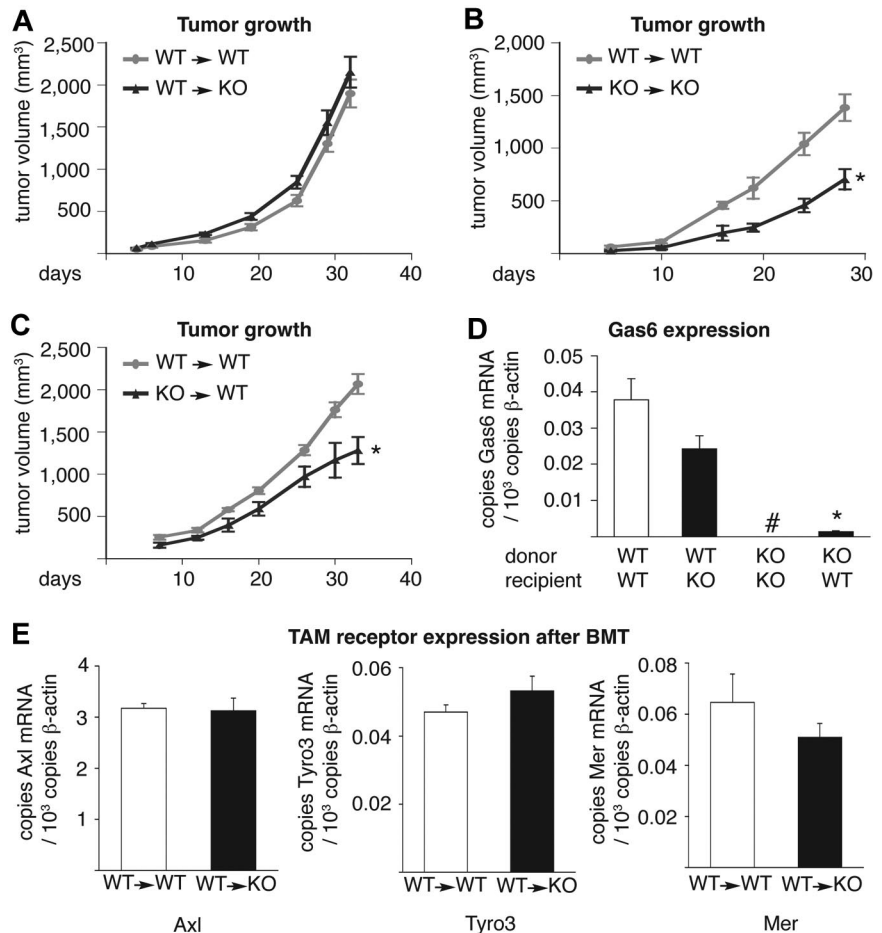 A
Tumor growth
tumor volume (mm³)
2,500
2,000
1,500
1,000
500
WT → WT
WT → KO
days
10
20
30
40
B
Tumor growth
tumor volume (mm³)
2,000
1,500
1,000
500
WT → WT
KO → KO
*
days
10
20
30
C
Tumor growth
tumor volume (mm³)
2,500
2,000
1,500
1,000
500
WT → WT
KO → WT
*
days
10
20
30
40
D
Gas6 expression
copies Gas6 mRNA
/ 10³ copies β-actin
0.05
0.04
0.03
0.02
0.01
#
*
donor WT WT KO KO
recipient WT KO KO WT
E
TAM receptor expression after BMT
copies Axl mRNA
/ 10³ copies β-actin
4
3
2
1
WT→WT WT→KO
Axl
copies Tyro3 mRNA
/ 10³ copies β-actin
0.06
0.04
0.02
WT→WT WT→KO
Tyro3
copies Mer mRNA
/ 10³ copies β-actin
0.08
0.06
0.04
0.02
WT→WT WT→KO
Mer